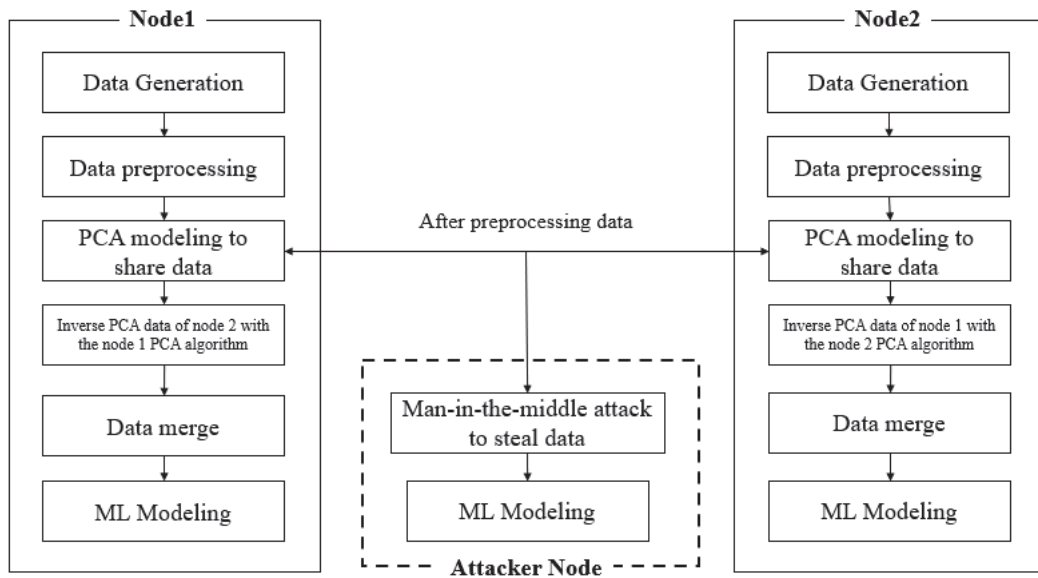 Node1
Data Generation
Data preprocessing
PCA modeling to
share data
Inverse PCA data of node 2 with
the node 1 PCA algorithm
Data merge
ML Modeling
After preprocessing data
Man-in-the-middle attack
to steal data
ML Modeling
Attacker Node
Node2
Data Generation
Data preprocessing
PCA modeling to
share data
Inverse PCA data of node 1 with
the node 2 PCA algorithm
Data merge
ML Modeling